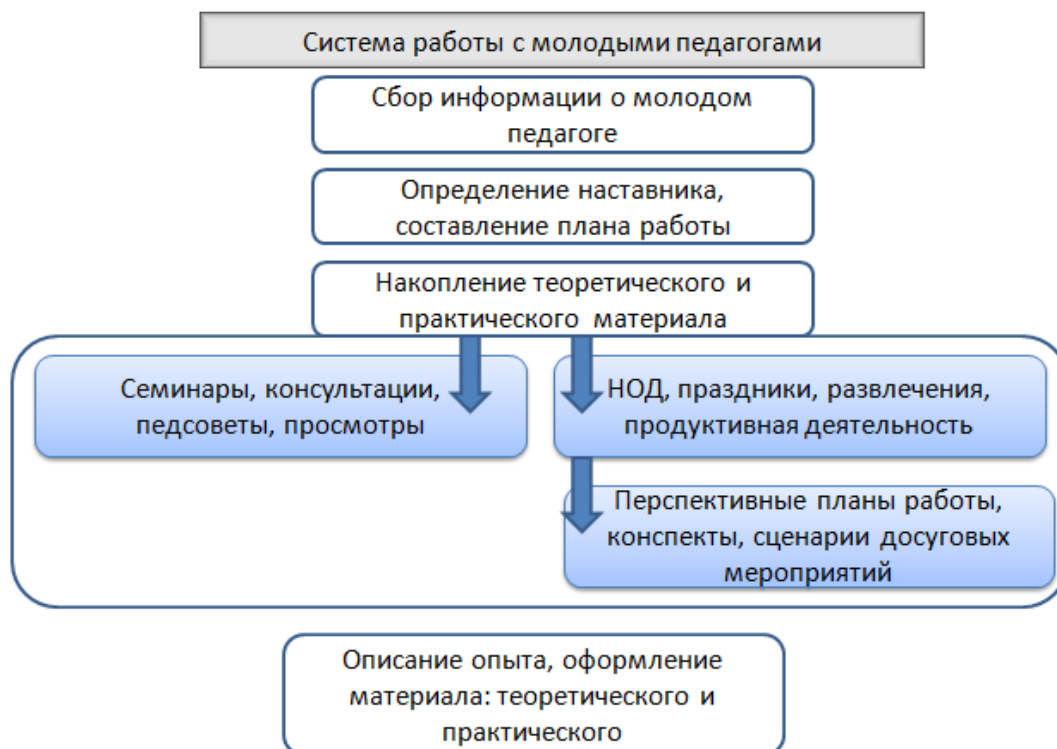 Система работы с молодыми педагогами
Сбор информации о молодом
педагоге
Определение наставника,
составление плана работы
Накопление теоретического и
практического материала
Семинары, консультации,
педсоветы, просмотры
НОД, праздники, развлечения,
продуктивная деятельность
Перспективные планы работы,
конспекты, сценарии досуговых
мероприятий
Описание опыта, оформление
материала: теоретического и
практического